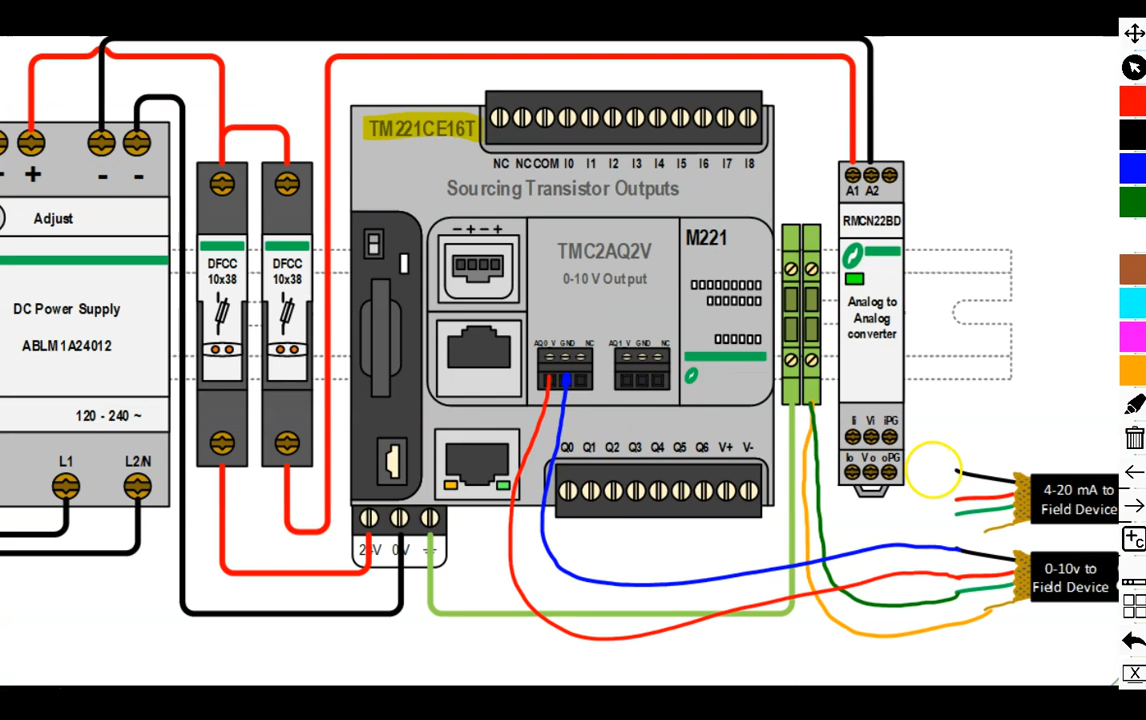 TM221CE16T
NC NC COM I0 I1 I2 I3 I4 I5 I6 I7 I8
Sourcing Transistor Outputs
+ - -
Adjust
DC Power Supply
ABLM1A24012
120 - 240 ~
L1 L2/N
DFCC
10x38
DFCC
10x38
- + - +
TMC2AQ2V
0-10 V Output
M221
AQ0 V GND NC
AQ1 V GND NC
Q0 Q1 Q2 Q3 Q4 Q5 Q6 V+ V-
24V 0V
A1 A2
RMCN22BD
Analog to
Analog
converter
Ii Vi iPG
Io Vo oPG
4-20 mA to
Field Device
0-10v to
Field Device
+C
X